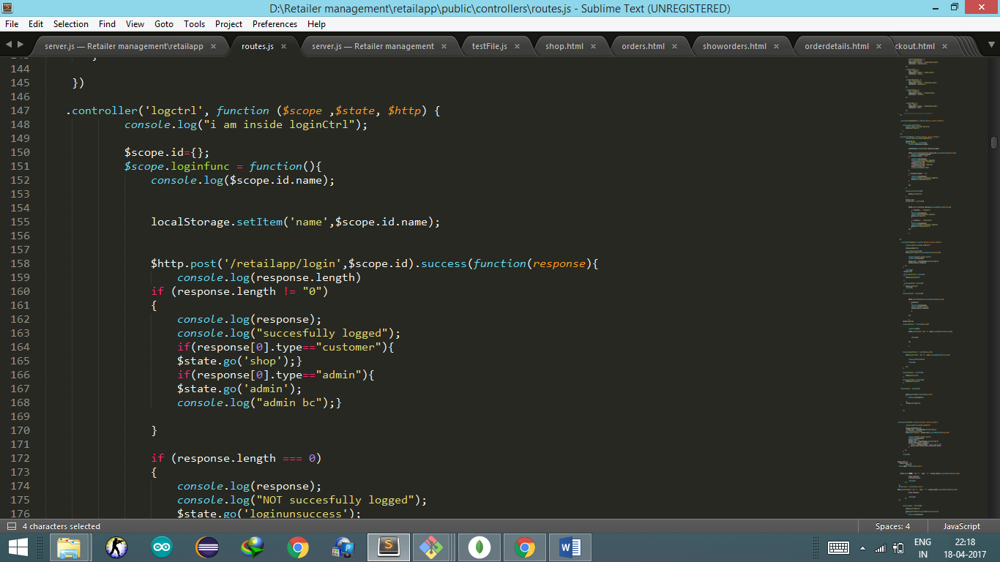 D:\Retailer management\retailapp\public\controllers\routes.js - Sublime Text (UNREGISTERED)
File Edit Selection Find View Goto Tools Project Preferences Help
server.js — Retailer management\retailapp × routes.js × server.js — Retailer management × testFile.js × shop.html × orders.html × showorders.html × orderdetails.html × ckout.html ×
144
145 })
146
147 .controller('logctrl', function ($scope ,$state, $http) {
148 console.log("i am inside loginCtrl");
149
150 $scope.id={};
151 $scope.loginfunc = function(){
152 console.log($scope.id.name);
153
154
155 localStorage.setItem('name',$scope.id.name);
156
157
158 $http.post('/retailapp/login',$scope.id).success(function(response){
159 console.log(response.length)
160 if (response.length != "0")
161 {
162 console.log(response);
163 console.log("succesfully logged");
164 if(response[0].type=="customer"){
165 $state.go('shop');}
166 if(response[0].type=="admin"){
167 $state.go('admin');
168 console.log("admin bc");}
169
170 }
171
172 if (response.length === 0)
173 {
174 console.log(response);
175 console.log("NOT succesfully logged");
176 $state.go('loginunsuccess');
4 characters selected Spaces: 4 JavaScript
ENG 22:18
IN 18-04-2017